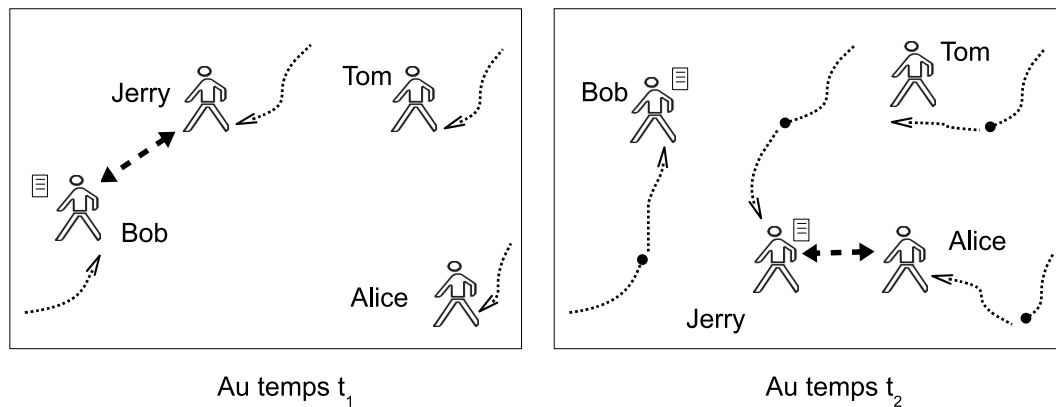 Jerry
Tom
Bob
Alice
Au temps t₁
Tom
Bob
Alice
Jerry
Au temps t₂